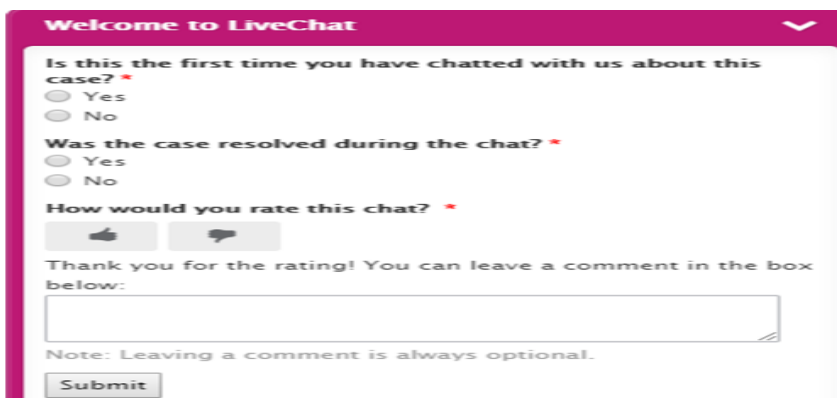 Welcome to LiveChat
Is this the first time you have chatted with us about this
case? *
Yes
No
Was the case resolved during the chat? *
Yes
No
How would you rate this chat? *
Thank you for the rating! You can leave a comment in the box
below:
Note: Leaving a comment is always optional.
Submit